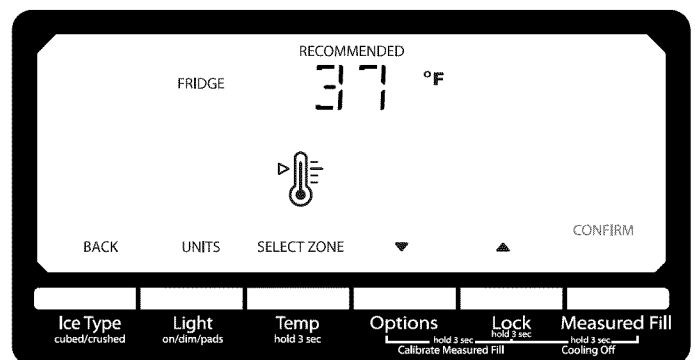 RECOMMENDED
FRIDGE 37 °F
BACK UNITS SELECT ZONE CONFIRM
Ice Type Light Temp Options Lock Measured Fill
cubed/crushed on/dim/pads hold 3 sec hold 3 sec hold 3 sec hold 3 sec
Calibrate Measured Fill Cooling Off